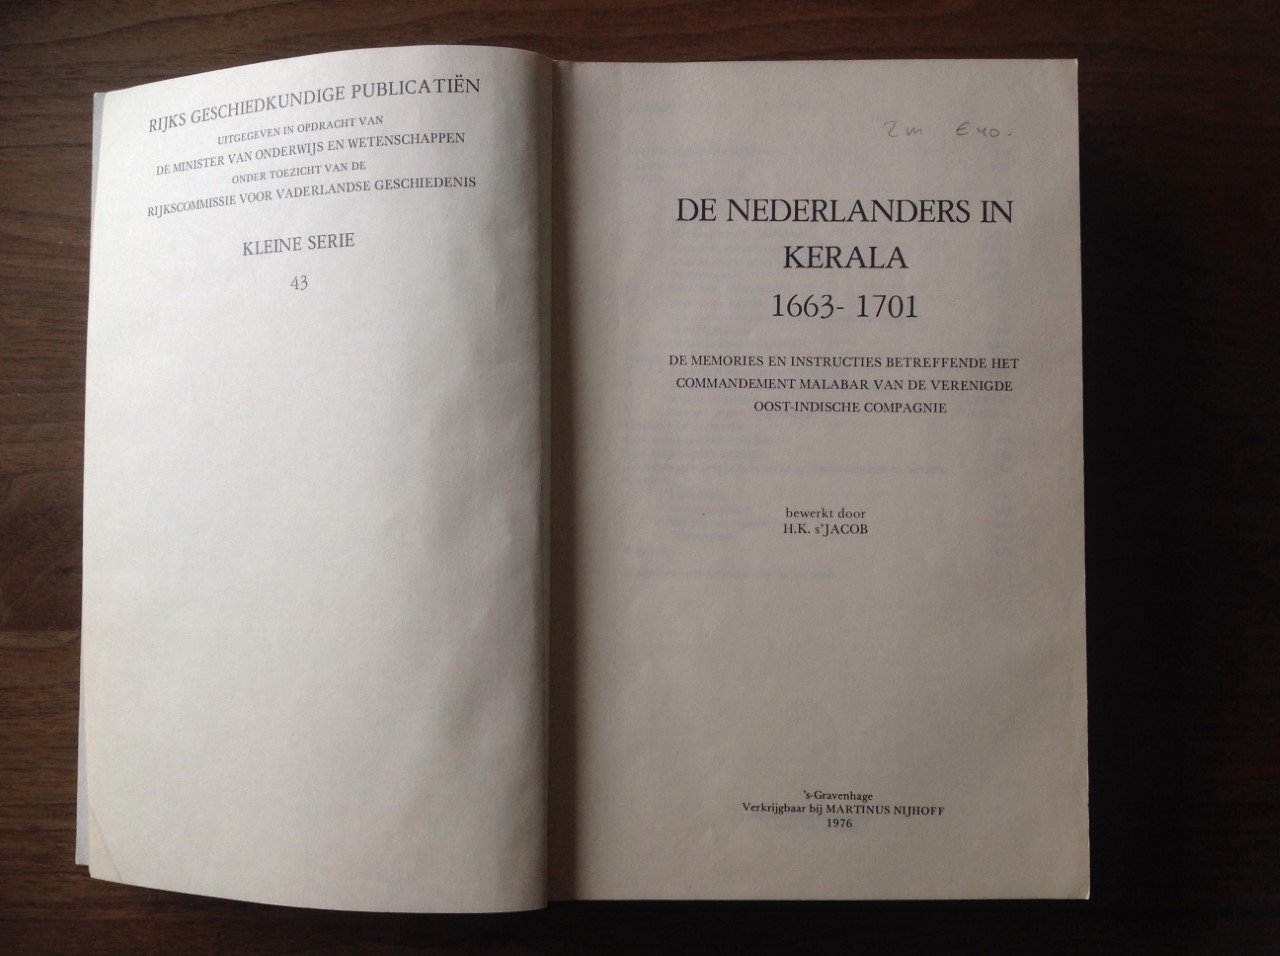 RIJKS GESCHIEDKUNDIGE PUBLICATIËN
UITGEGEVEN IN OPDRACHT VAN
DE MINISTER VAN ONDERWIJS EN WETENSCHAPPEN
ONDER TOEZICHT VAN DE
RIJKSCOMMISSIE VOOR VADERLANDSE GESCHIEDENIS
KLEINE SERIE
43
2m €40.-
DE NEDERLANDERS IN
KERALA
1663- 1701
DE MEMORIES EN INSTRUCTIES BETREFFENDE HET
COMMANDEMENT MALABAR VAN DE VERENIGDE
OOST-INDISCHE COMPAGNIE
bewerkt door
H.K. s'JACOB
's-Gravenhage
Verkrijgbaar bij MARTINUS NIJHOFF
1976